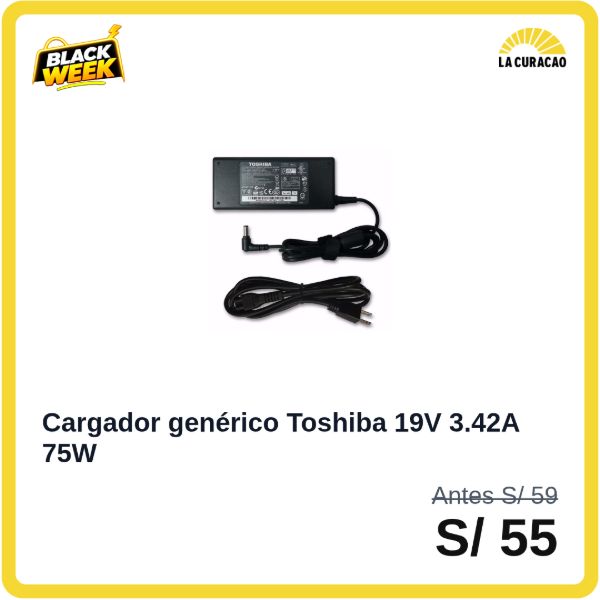 BLACK
WEEK
LA CURACAO
TOSHIBA
Cargador genérico Toshiba 19V 3.42A
75W
Antes S/ 59
S/ 55